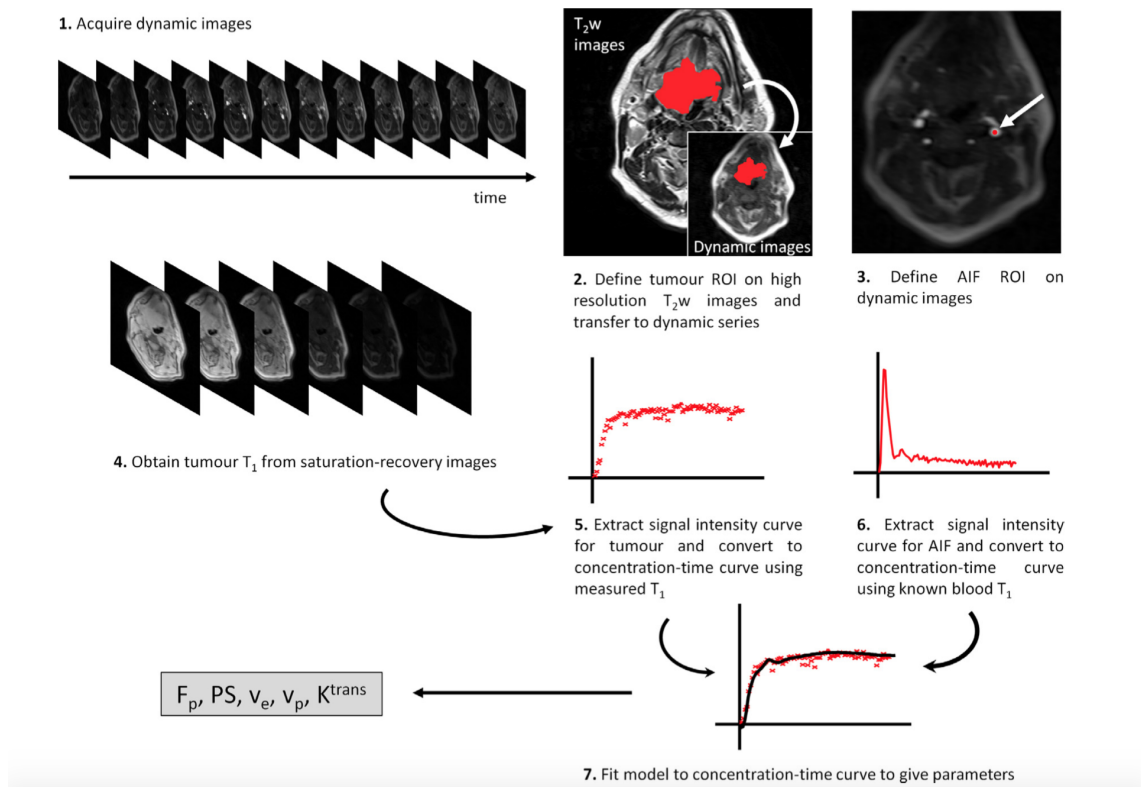 1. Acquire dynamic images
time
T₂w
images
Dynamic images
2. Define tumour ROI on high
resolution T₂w images and
transfer to dynamic series
3. Define AIF ROI on
dynamic images
4. Obtain tumour T₁ from saturation-recovery images
5. Extract signal intensity curve
for tumour and convert to
concentration-time curve using
measured T₁
6. Extract signal intensity
curve for AIF and convert to
concentration-time curve
using known blood T₁
Fₚ, PS, vₑ, vₚ, Kᵗʳᵃⁿˢ
7. Fit model to concentration-time curve to give parameters